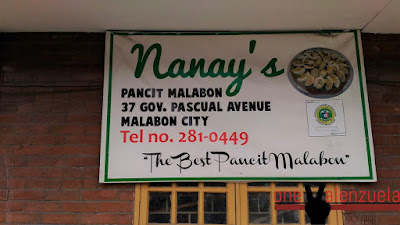 Nanay's
PANCIT MALABON
37 GOV. PASCUAL AVENUE
MALABON CITY
Tel no. 281-0449
"The Best Pancit Malabon"